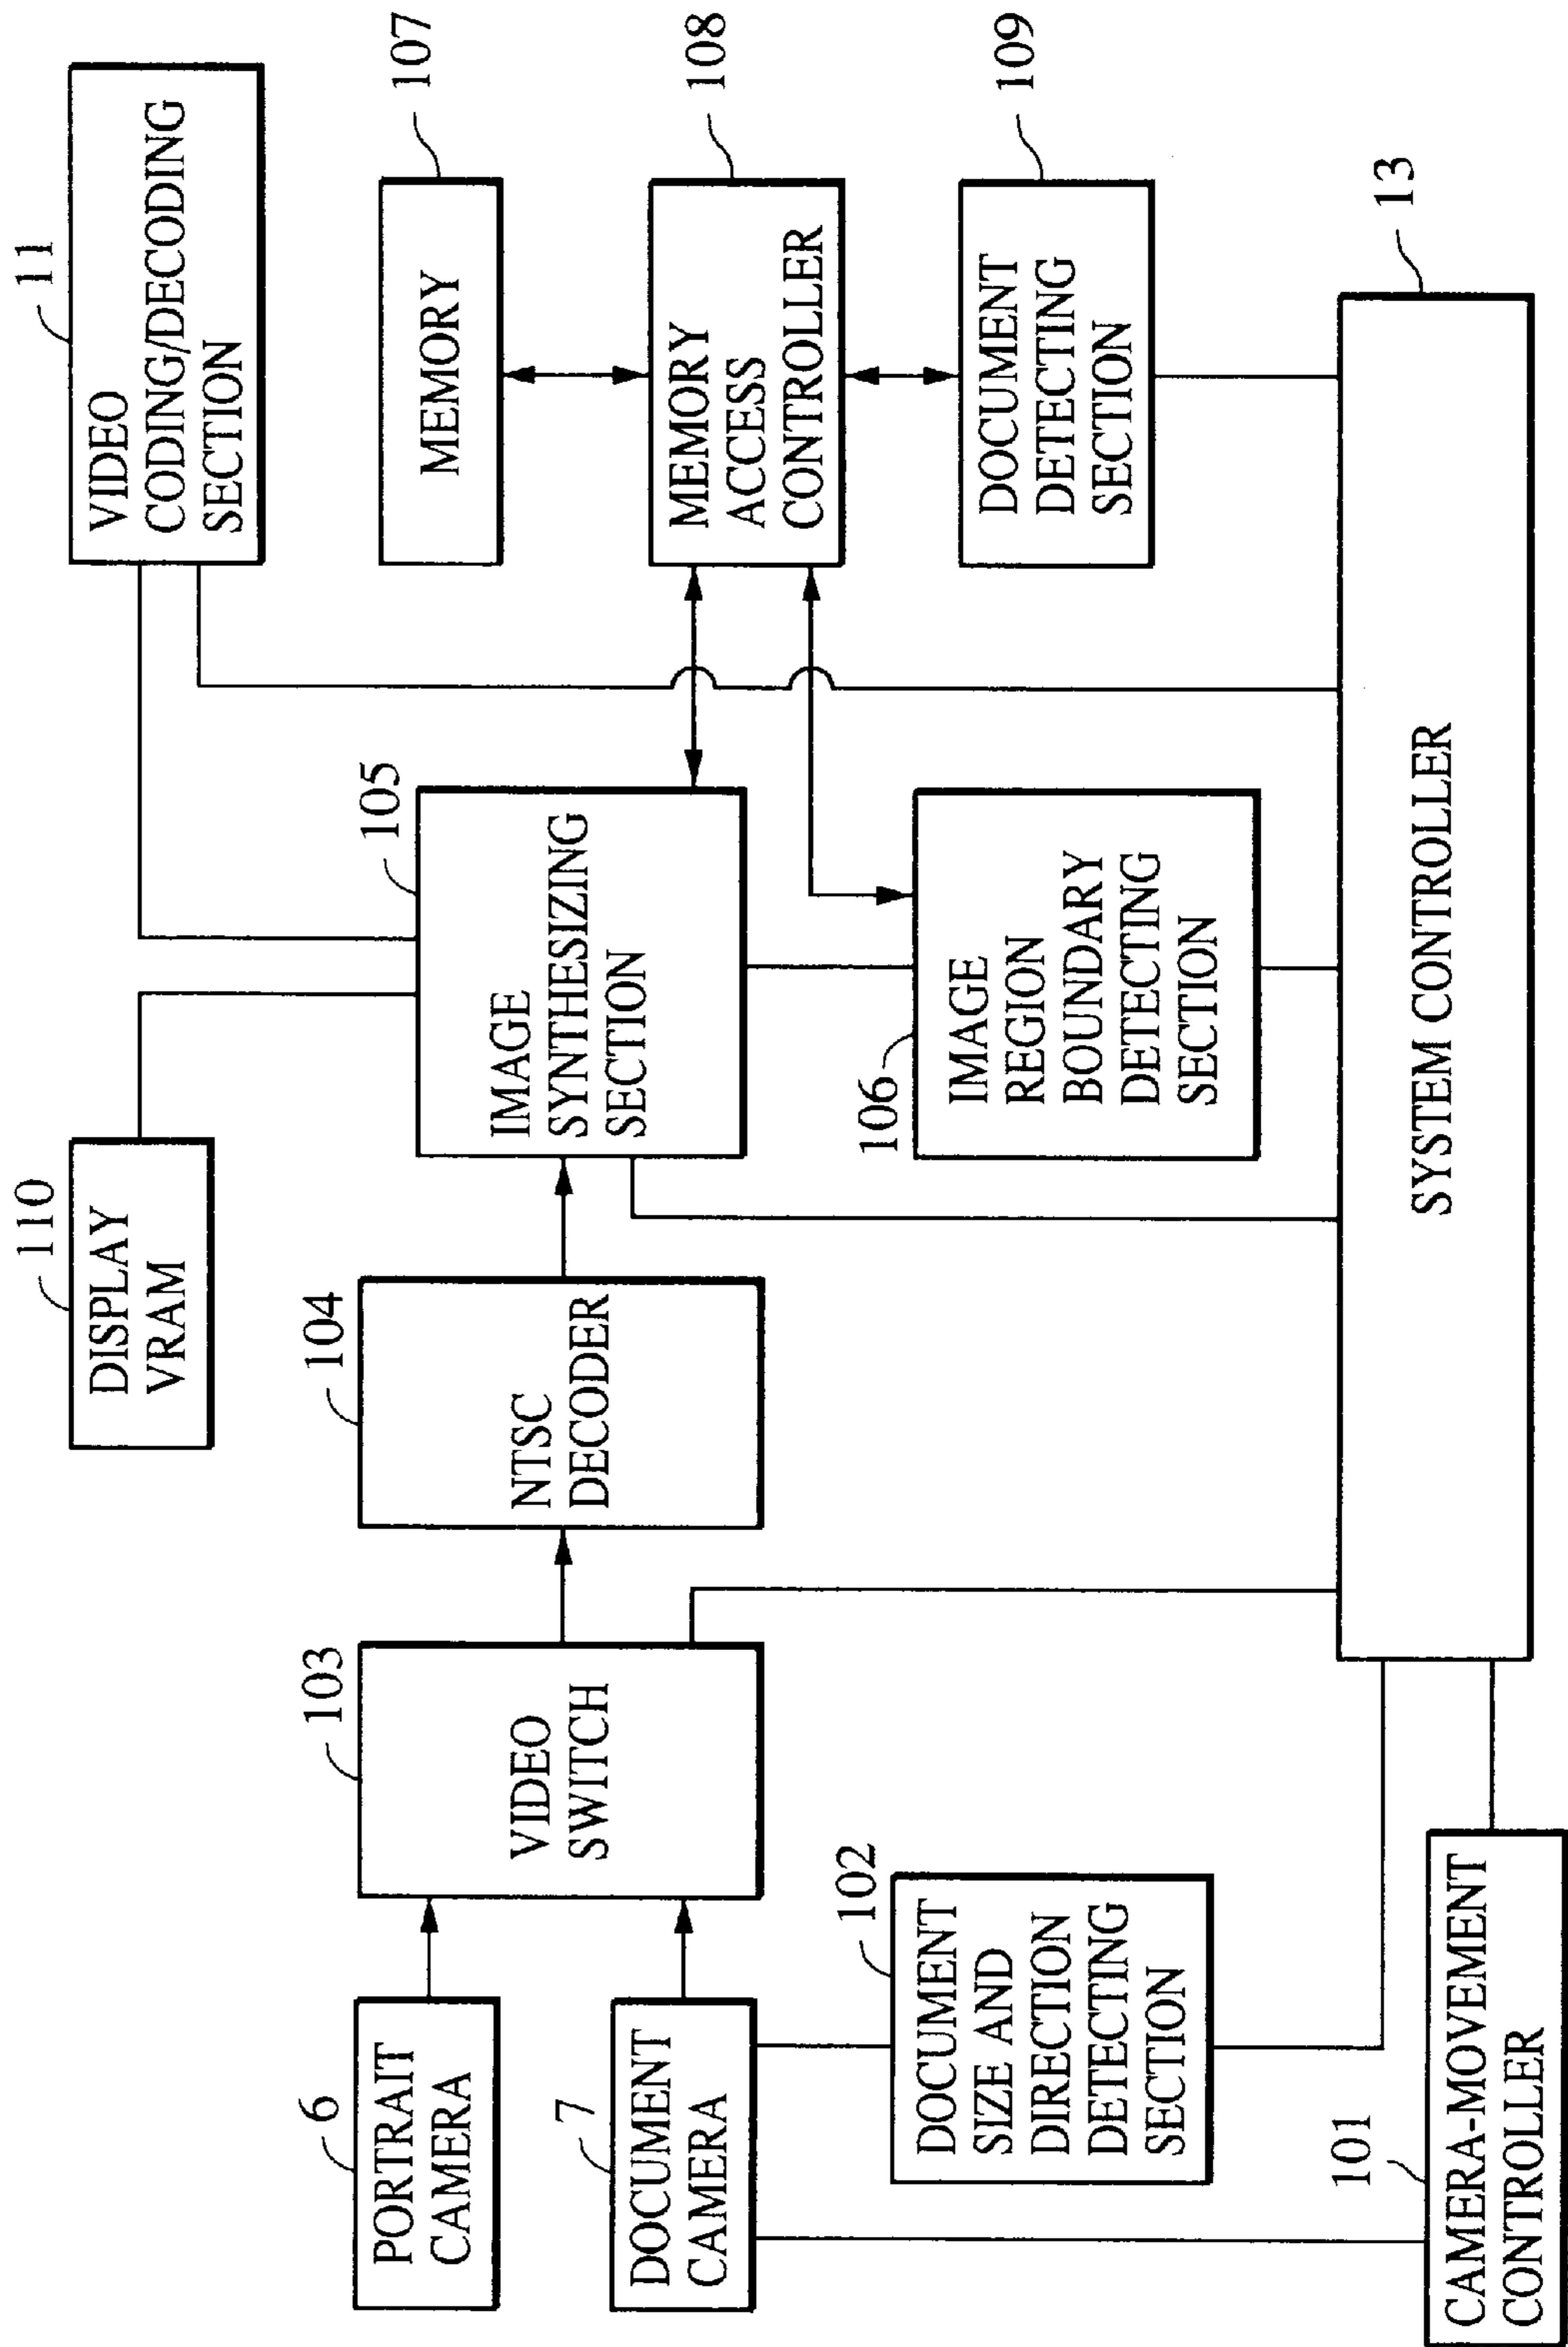 11
VIDEO
CODING/DECODING
SECTION
110
DISPLAY
VRAM
107
MEMORY
6
PORTRAIT
CAMERA
103
VIDEO
SWITCH
104
NTSC
DECODER
105
IMAGE
SYNTHESIZING
SECTION
108
MEMORY
ACCESS
CONTROLLER
7
DOCUMENT
CAMERA
102
DOCUMENT
SIZE AND
DIRECTION
DETECTING
SECTION
106
IMAGE
REGION
BOUNDARY
DETECTING
SECTION
109
DOCUMENT
DETECTING
SECTION
101
CAMERA-MOVEMENT
CONTROLLER
13
SYSTEM CONTROLLER